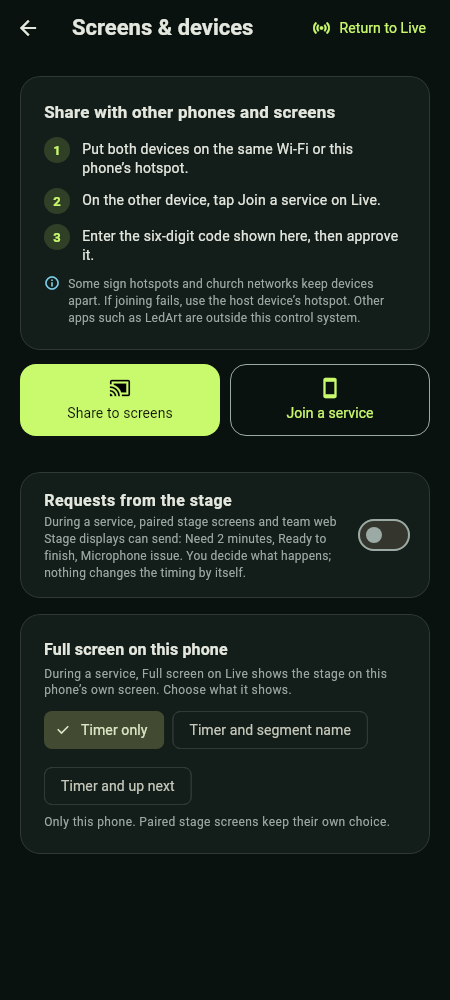 Screens & devices
Return to Live
Share with other phones and screens
1
Put both devices on the same Wi-Fi or this
phone’s hotspot.
2
On the other device, tap Join a service on Live.
3
Enter the six-digit code shown here, then approve
it.
Some sign hotspots and church networks keep devices
apart. If joining fails, use the host device’s hotspot. Other
apps such as LedArt are outside this control system.
Share to screens
Join a service
Requests from the stage
During a service, paired stage screens and team web
Stage displays can send: Need 2 minutes, Ready to
finish, Microphone issue. You decide what happens;
nothing changes the timing by itself.
Full screen on this phone
During a service, Full screen on Live shows the stage on this
phone’s own screen. Choose what it shows.
Timer only
Timer and segment name
Timer and up next
Only this phone. Paired stage screens keep their own choice.